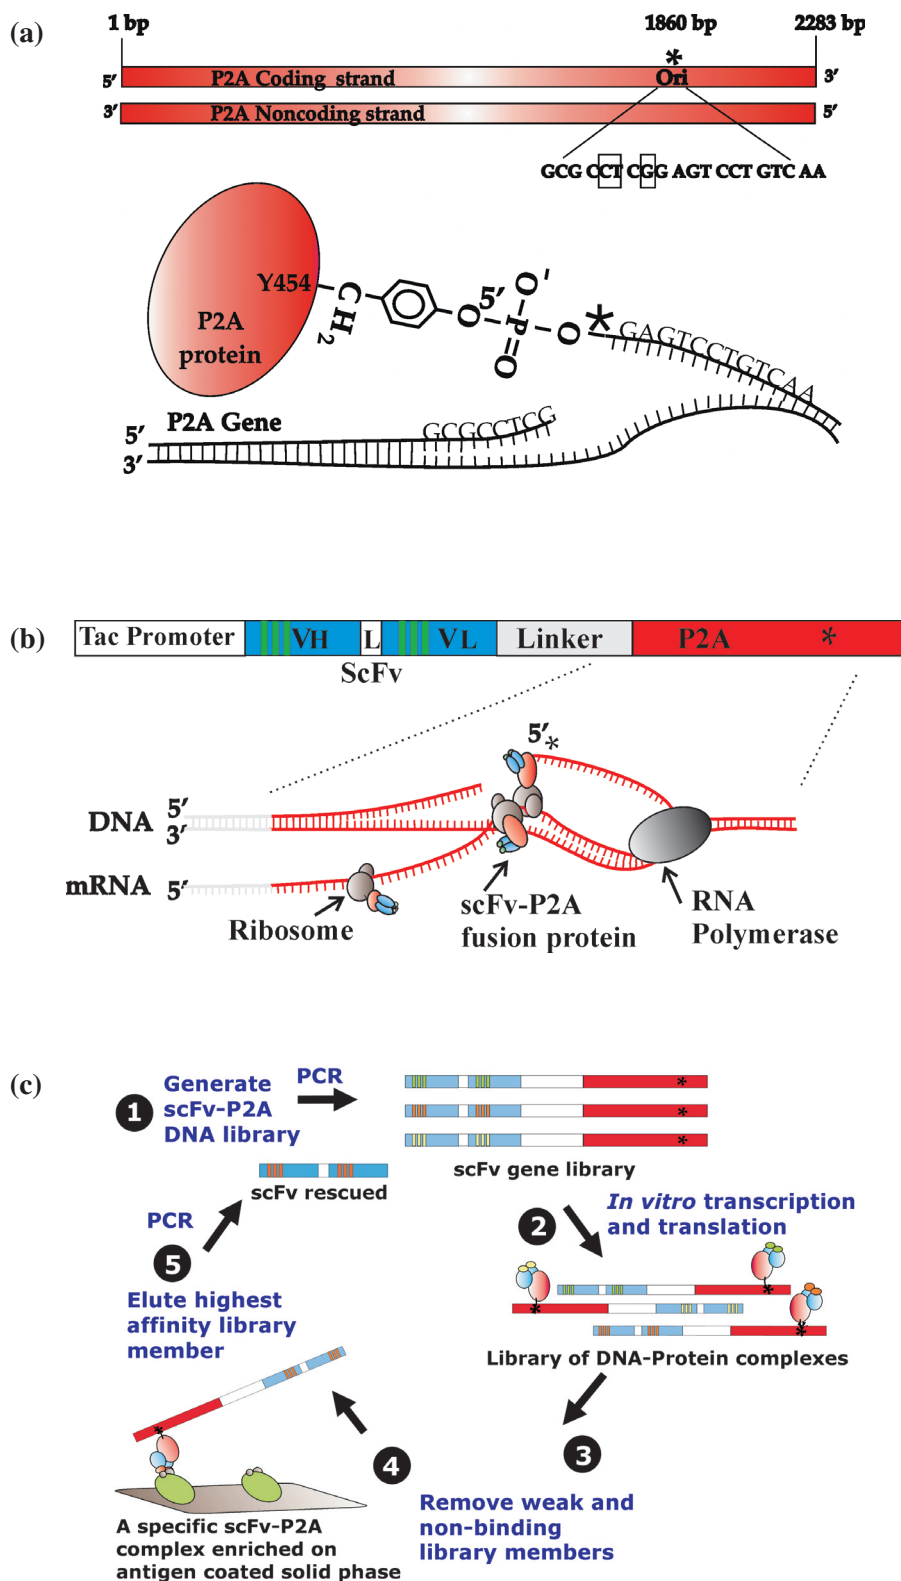 (a)
1 bp 1860 bp 2283 bp
*
5′ P2A Coding strand Ori 3′
3′ P2A Noncoding strand 5′
GCG CCT CGG AGT CCT GTC AA
Y454
P2A
protein
CH2
O
5′
O'
P
O
O
*
GAGTCCTGTCAA
P2A Gene
GCGCCTCG
5′
3′
(b)
Tac Promoter VH L VL Linker P2A *
ScFv
5′*
DNA 5′
3′
mRNA 5′
Ribosome
scFv-P2A
fusion protein
RNA
Polymerase
(c)
1 Generate
scFv-P2A
DNA library
PCR
*
*
*
scFv gene library
scFv rescued
2 In vitro transcription
and translation
*
*
*
Library of DNA-Protein complexes
3
Remove weak and
non-binding
library members
4
*
A specific scFv-P2A
complex enriched on
antigen coated solid phase
PCR
5
Elute highest
affinity library
member